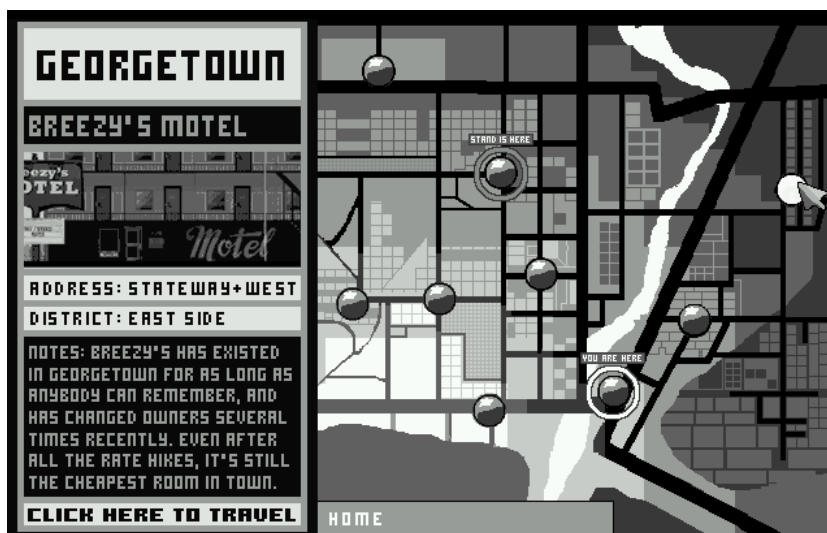 GEORGETOWN
BREEZY'S MOTEL
eezy's
OTEL
Motel
ADDRESS: STATEWAY+WEST
DISTRICT: EAST SIDE
NOTES: BREEZY'S HAS EXISTED
IN GEORGETOWN FOR AS LONG AS
ANYBODY CAN REMEMBER, AND
HAS CHANGED OWNERS SEVERAL
TIMES RECENTLY. EVEN AFTER
ALL THE RATE HIKES, IT'S STILL
THE CHEAPEST ROOM IN TOWN.
CLICK HERE TO TRAVEL
STAND IS HERE
YOU ARE HERE
HOME